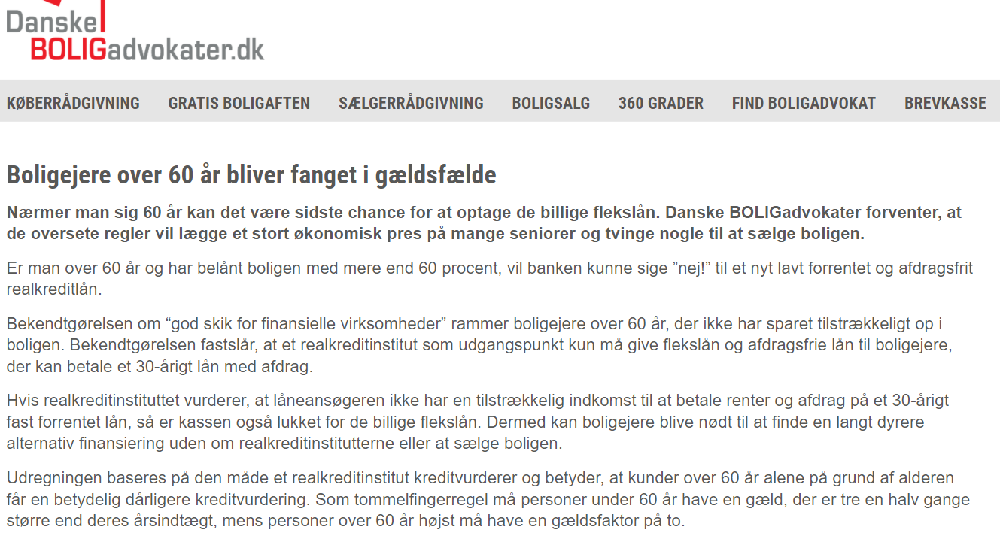 Danske
BOLIGadvokater.dk
KØBERRÅDGIVNING GRATIS BOLIGAFTEN SÆLGERRÅDGIVNING BOLIGSALG 360 GRADER FIND BOLIGADVOKAT BREVKASSE
Boligejere over 60 år bliver fanget i gældsfælde
Nærmer man sig 60 år kan det være sidste chance for at optage de billige flekslån. Danske BOLIGadvokater forventer, at
de oversete regler vil lægge et stort økonomisk pres på mange seniorer og tvinge nogle til at sælge boligen.
Er man over 60 år og har belånt boligen med mere end 60 procent, vil banken kunne sige ”nej!” til et nyt lavt forrentet og afdragsfrit
realkreditlån.
Bekendtgørelsen om “god skik for finansielle virksomheder” rammer boligejere over 60 år, der ikke har sparet tilstrækkeligt op i
boligen. Bekendtgørelsen fastslår, at et realkreditinstitut som udgangspunkt kun må give flekslån og afdragsfrie lån til boligejere,
der kan betale et 30-årigt lån med afdrag.
Hvis realkreditinstituttet vurderer, at låneansøgeren ikke har en tilstrækkelig indkomst til at betale renter og afdrag på et 30-årigt
fast forrentet lån, så er kassen også lukket for de billige flekslån. Dermed kan boligejere blive nødt til at finde en langt dyrere
alternativ finansiering uden om realkreditinstitutterne eller at sælge boligen.
Udregningen baseres på den måde et realkreditinstitut kreditvurderer og betyder, at kunder over 60 år alene på grund af alderen
får en betydelig dårligere kreditvurdering. Som tommelfingerregel må personer under 60 år have en gæld, der er tre en halv gange
større end deres årsindtægt, mens personer over 60 år højst må have en gældsfaktor på to.